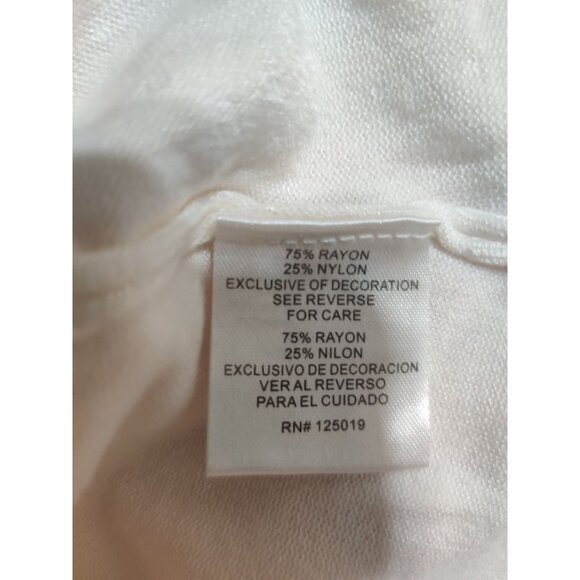 75% RAYON
25% NYLON
EXCLUSIVE OF DECORATION
SEE REVERSE
FOR CARE
75% RAYON
25% NILON
EXCLUSIVO DE DECORACION
VER AL REVERSO
PARA EL CUIDADO
RN# 125019